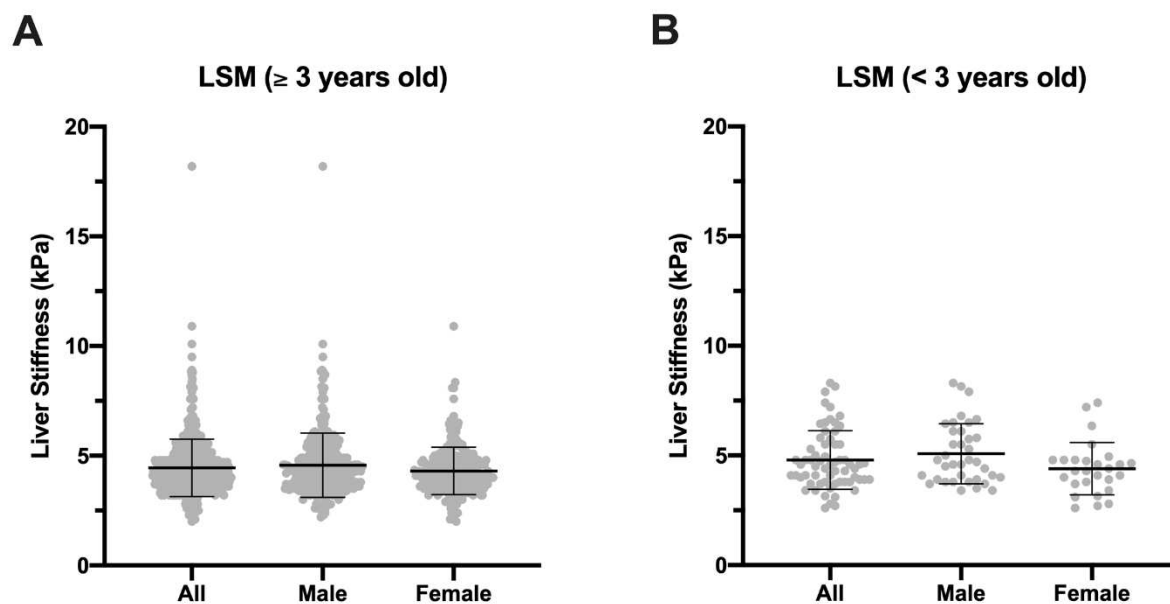 A
LSM (≥ 3 years old)
Liver Stiffness (kPa)
20
15
10
5
0
All Male Female
B
LSM (< 3 years old)
Liver Stiffness (kPa)
20
15
10
5
0
All Male Female